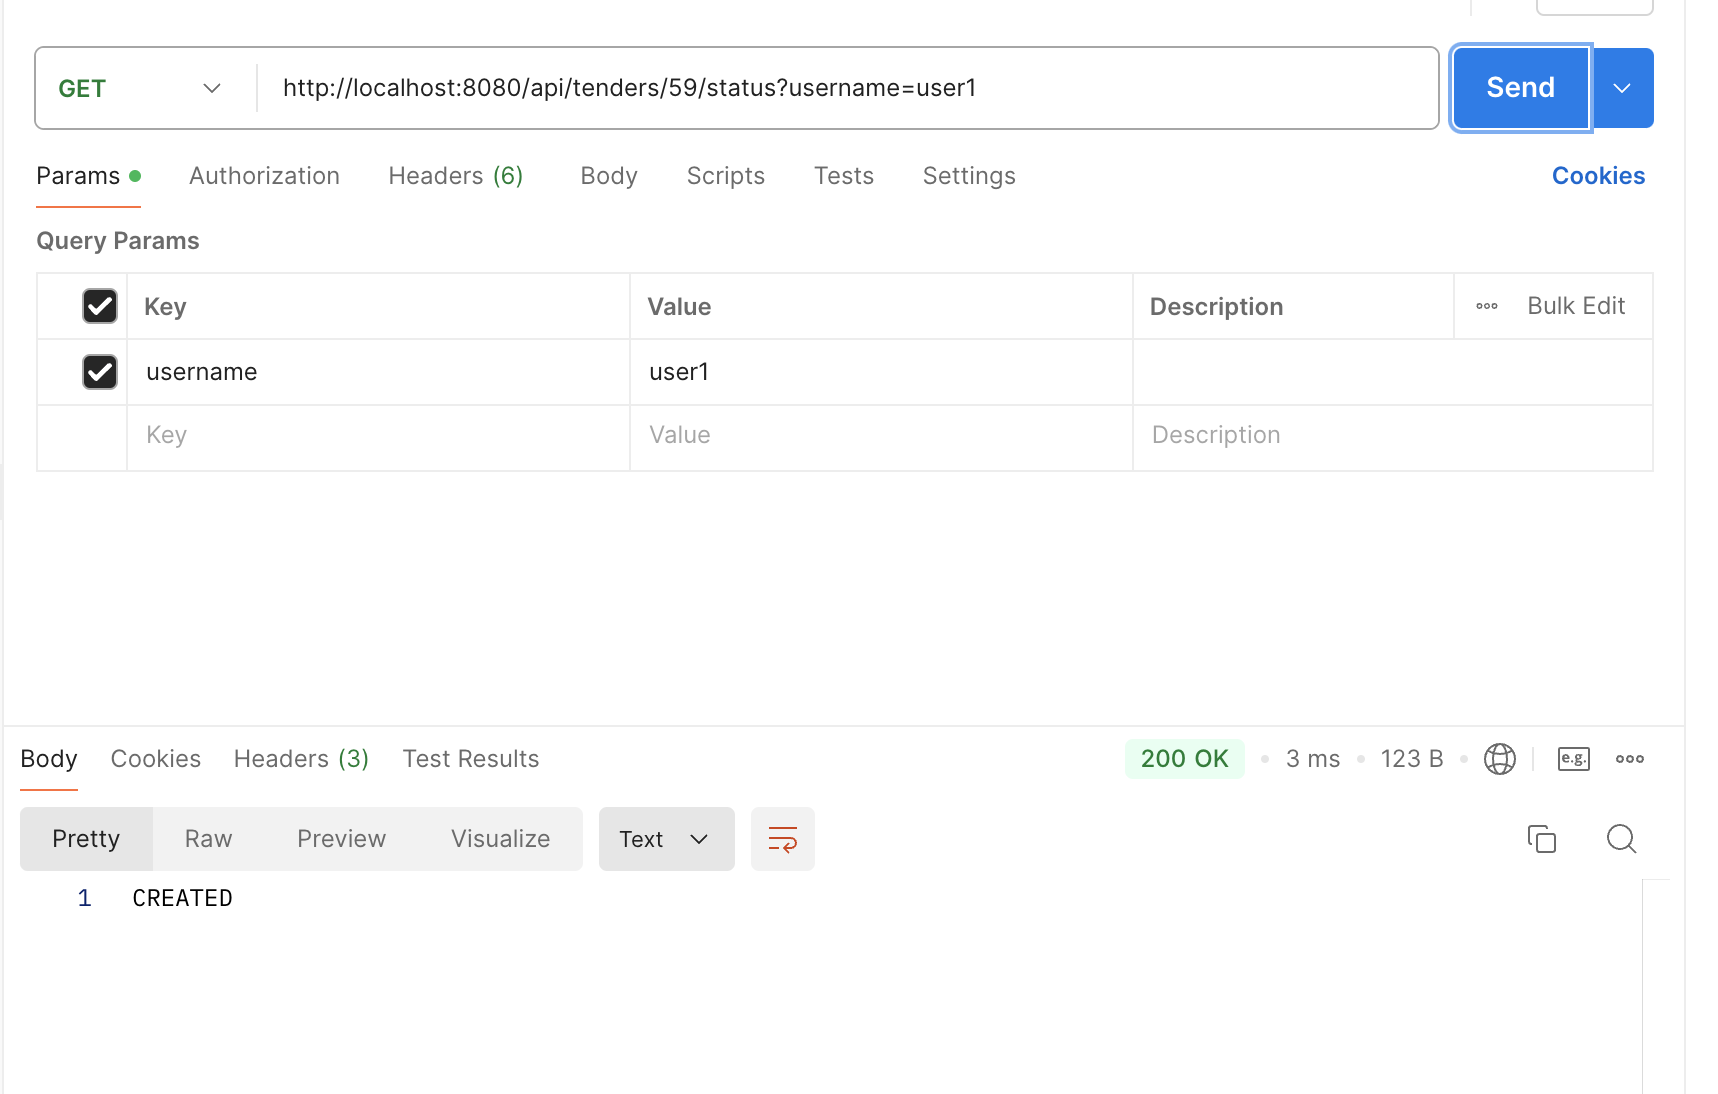 GET http://localhost:8080/api/tenders/59/status?username=user1 Send
Params Authorization Headers (6) Body Scripts Tests Settings Cookies
Query Params
Key Value Description Bulk Edit
username user1
Key Value Description
Body Cookies Headers (3) Test Results 200 OK 3 ms 123 B e.g.
Pretty Raw Preview Visualize Text
1 CREATED